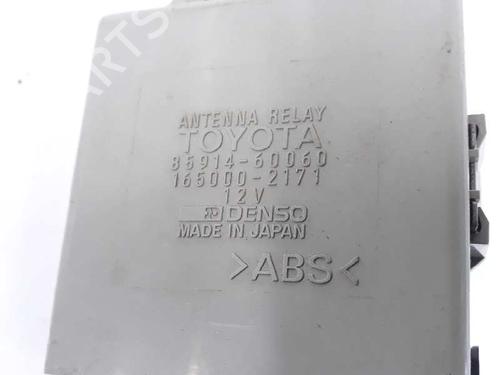 ANTENNA RELAY
TOYOTA
85914-60060
165000-2171
12V
DENSO
MADE IN JAPAN
>ABS<